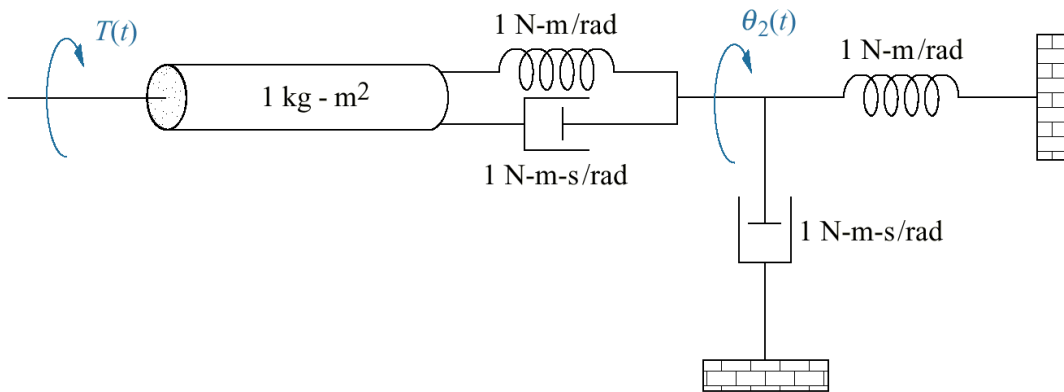 T(t)
1 N-m/rad
θ₂(t)
1 N-m/rad
1 kg - m²
1 N-m-s/rad
1 N-m-s/rad